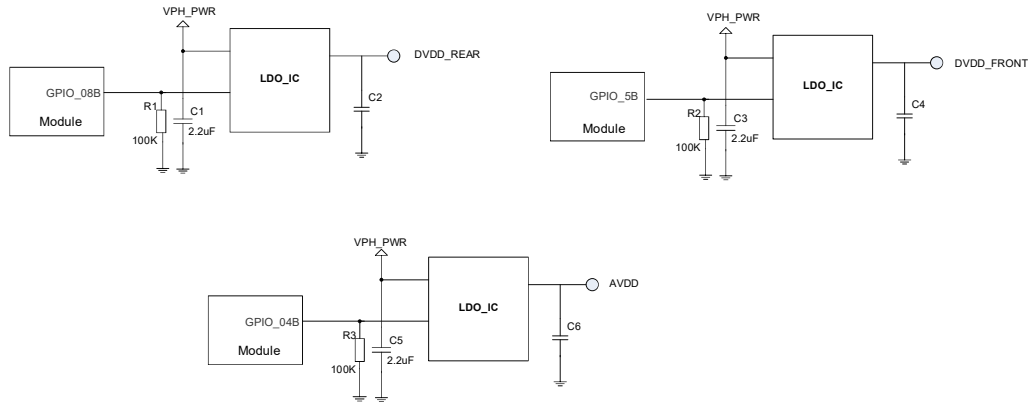 VPH_PWR
LDO_IC
DVDD_REAR
GPIO_08B
Module
R1
100K
C1
2.2uF
C2
VPH_PWR
LDO_IC
DVDD_FRONT
GPIO_5B
Module
R2
100K
C3
2.2uF
C4
VPH_PWR
LDO_IC
AVDD
GPIO_04B
Module
R3
100K
C5
2.2uF
C6